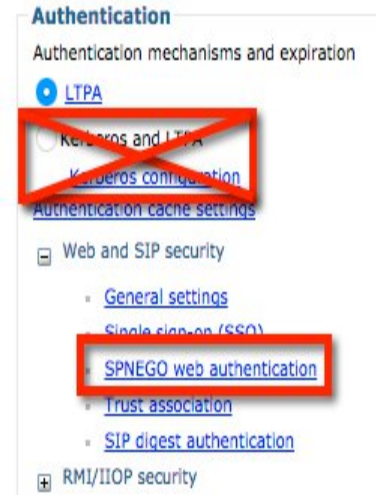 Authentication
Authentication mechanisms and expiration
LTPA
Kerberos and LTPA
Kerberos configuration
Authentication cache settings
Web and SIP security
General settings
Single sign-on (SSO)
SPNEGO web authentication
Trust association
SIP digest authentication
RMI/IIOP security